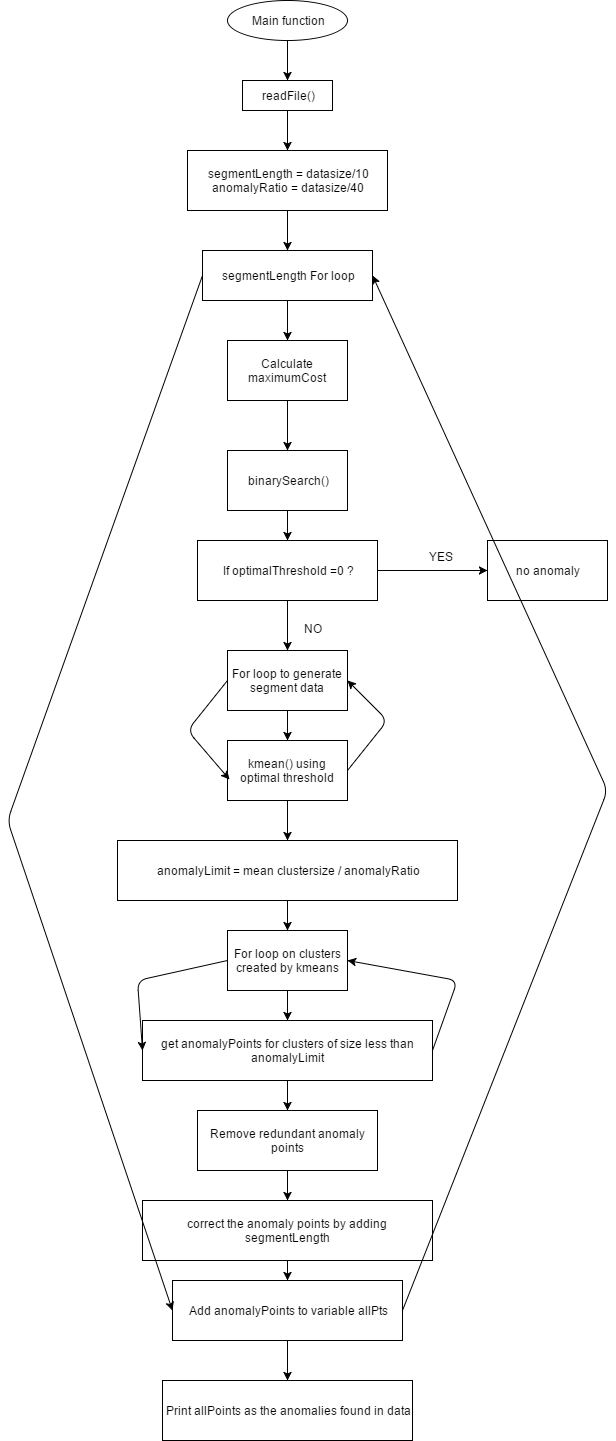 Main function
readFile()
segmentLength = datasize/10
anomalyRatio = datasize/40
segmentLength For loop
Calculate
maximumCost
binarySearch()
If optimalThreshold =0 ?
YES
no anomaly
NO
For loop to generate
segment data
kmean() using
optimal threshold
anomalyLimit = mean clustersize / anomalyRatio
For loop on clusters
created by kmeans
get anomalyPoints for clusters of size less than
anomalyLimit
Remove redundant anomaly
points
correct the anomaly points by adding
segmentLength
Add anomalyPoints to variable allPts
Print allPoints as the anomalies found in data